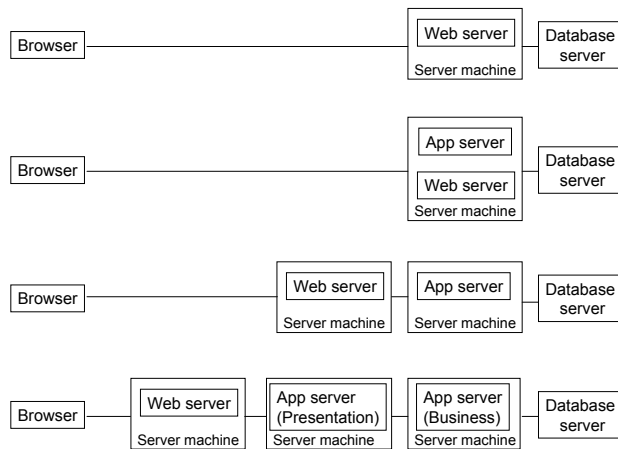 Browser
Web server
Server machine
Database
server
Browser
App server
Web server
Server machine
Database
server
Browser
Web server
Server machine
App server
Server machine
Database
server
Browser
Web server
Server machine
App server
(Presentation)
Server machine
App server
(Business)
Server machine
Database
server